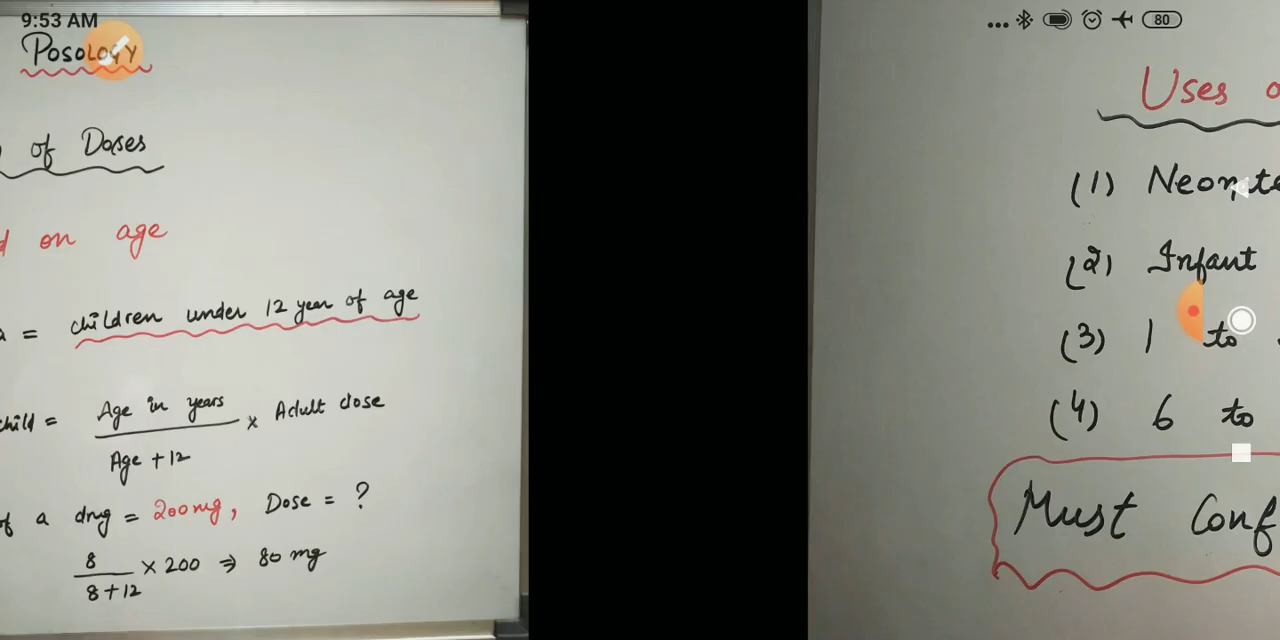 9:53 AM
Posology
of Doses
on age
= children under 12 year of age
child = Age in years / Age + 12 × Adult dose
of a drug = 200mg, Dose = ?
8 / 8+12 × 200 ⇒ 80 mg
80
Uses
(1) Neonate
(2) Infant
(3) 1 to
(4) 6 to
Must Conf